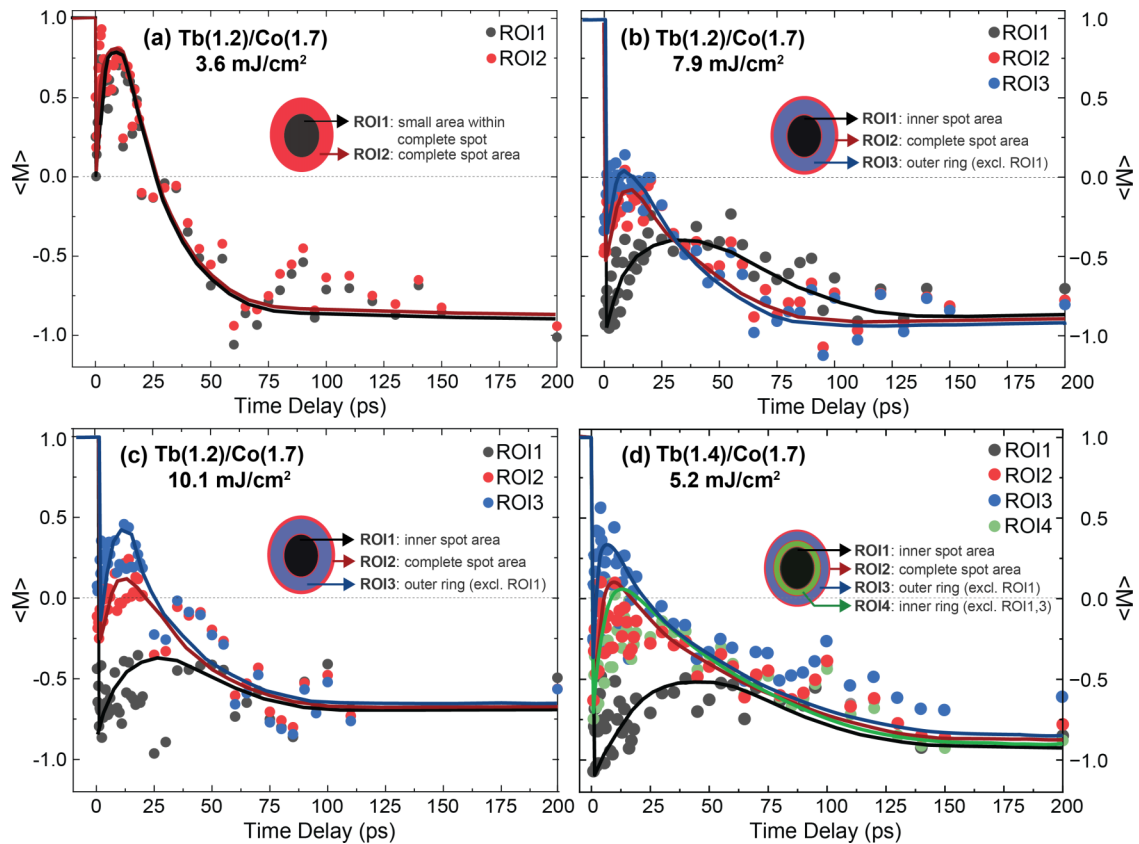 (a) Tb(1.2)/Co(1.7)
3.6 mJ/cm²
ROI1
ROI2
ROI1: small area within
complete spot
ROI2: complete spot area
<M>
1.0
0.5
0.0
-0.5
-1.0
0 25 50 75 100 125 150 175 200
Time Delay (ps)
(b) Tb(1.2)/Co(1.7)
7.9 mJ/cm²
ROI1
ROI2
ROI3
ROI1: inner spot area
ROI2: complete spot area
ROI3: outer ring (excl. ROI1)
<M>
1.0
0.5
0.0
-0.5
-1.0
0 25 50 75 100 125 150 175 200
Time Delay (ps)
(c) Tb(1.2)/Co(1.7)
10.1 mJ/cm²
ROI1
ROI2
ROI3
ROI1: inner spot area
ROI2: complete spot area
ROI3: outer ring (excl. ROI1)
<M>
1.0
0.5
0.0
-0.5
-1.0
0 25 50 75 100 125 150 175 200
Time Delay (ps)
(d) Tb(1.4)/Co(1.7)
5.2 mJ/cm²
ROI1
ROI2
ROI3
ROI4
ROI1: inner spot area
ROI2: complete spot area
ROI3: outer ring (excl. ROI1)
ROI4: inner ring (excl. ROI1,3)
<M>
1.0
0.5
0.0
-0.5
-1.0
0 25 50 75 100 125 150 175 200
Time Delay (ps)